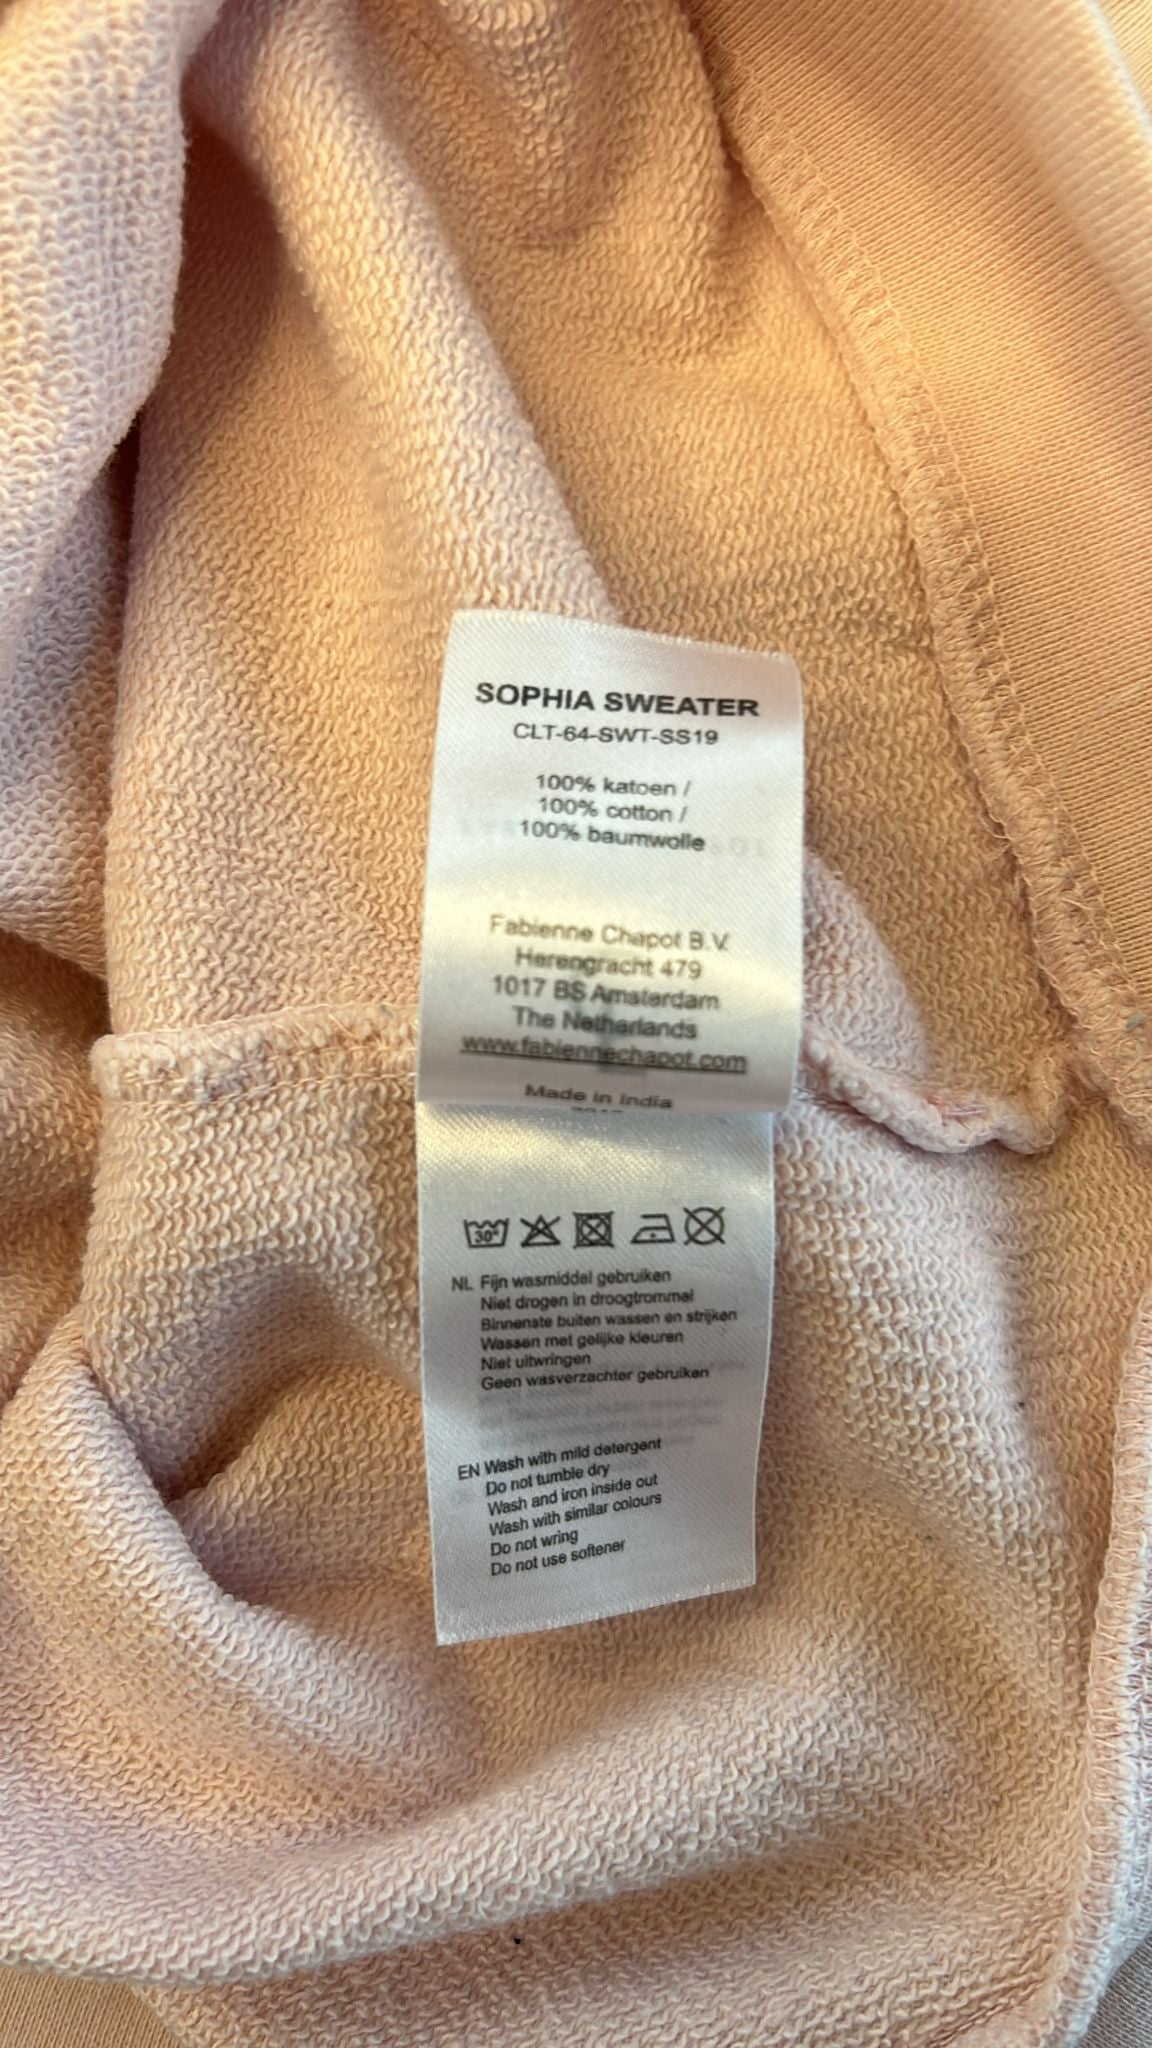 SOPHIA SWEATER
CLT-64-SWT-SS19
100% katoen /
100% cotton /
100% baumwolle
Fabienne Chapot B.V.
Herengracht 479
1017 BS Amsterdam
The Netherlands
www.fabiennechapot.com
Made in India
30°
NL Fijn wasmiddel gebruiken
Niet drogen in droogtrommel
Binnenste buiten wassen en strijken
Wassen met gelijke kleuren
Niet uitwringen
Geen wasverzachter gebruiken
EN Wash with mild detergent
Do not tumble dry
Wash and iron inside out
Wash with similar colours
Do not wring
Do not use softener